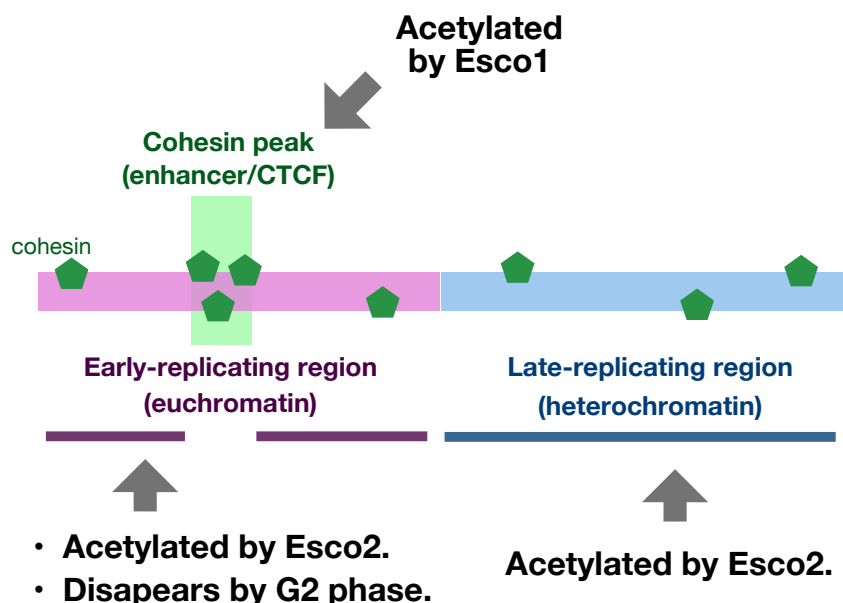 Acetylated
by Esco1
Cohesin peak
(enhancer/CTCF)
cohesin
Early-replicating region
(euchromatin)
Late-replicating region
(heterochromatin)
• Acetylated by Esco2.
• Disapears by G2 phase.
Acetylated by Esco2.